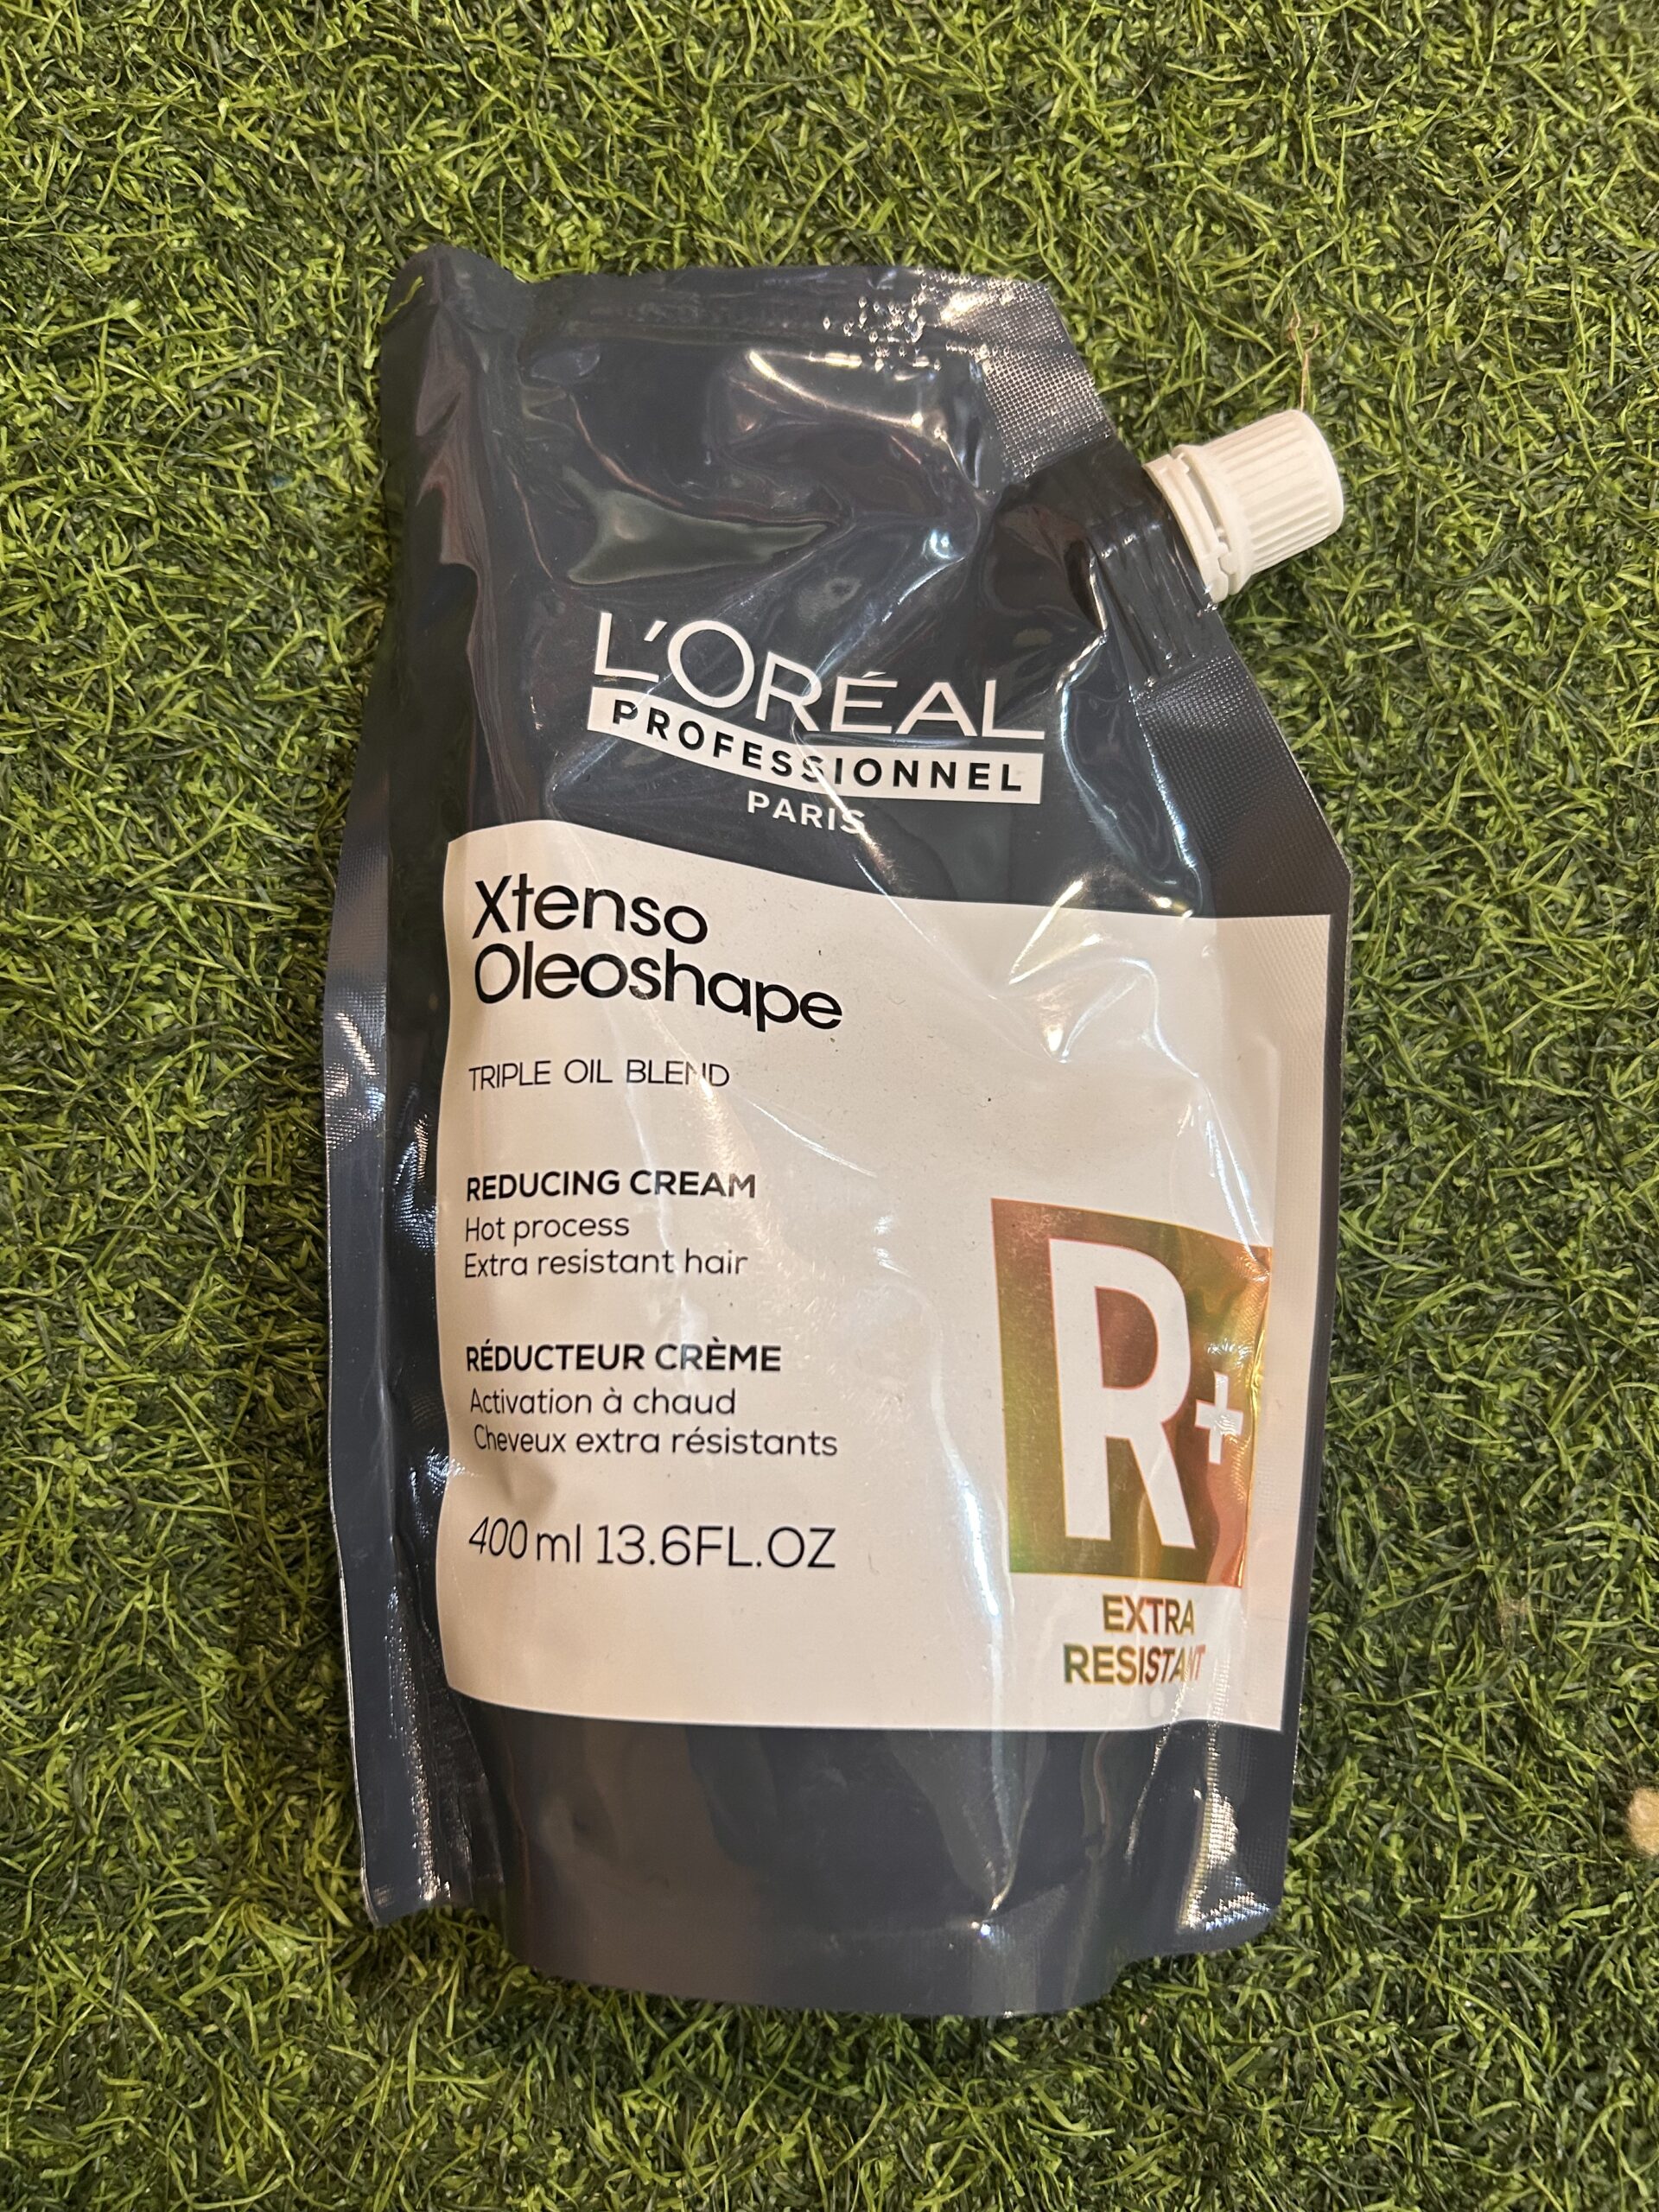 L'ORÉAL
PROFESSIONNEL
PARIS
Xtenso
Oleoshape
TRIPLE OIL BLEND
REDUCING CREAM
Hot process
Extra resistant hair
RÉDUCTEUR CRÈME
Activation à chaud
Cheveux extra résistants
400 ml 13.6FL.OZ
R+
EXTRA
RESISTANT